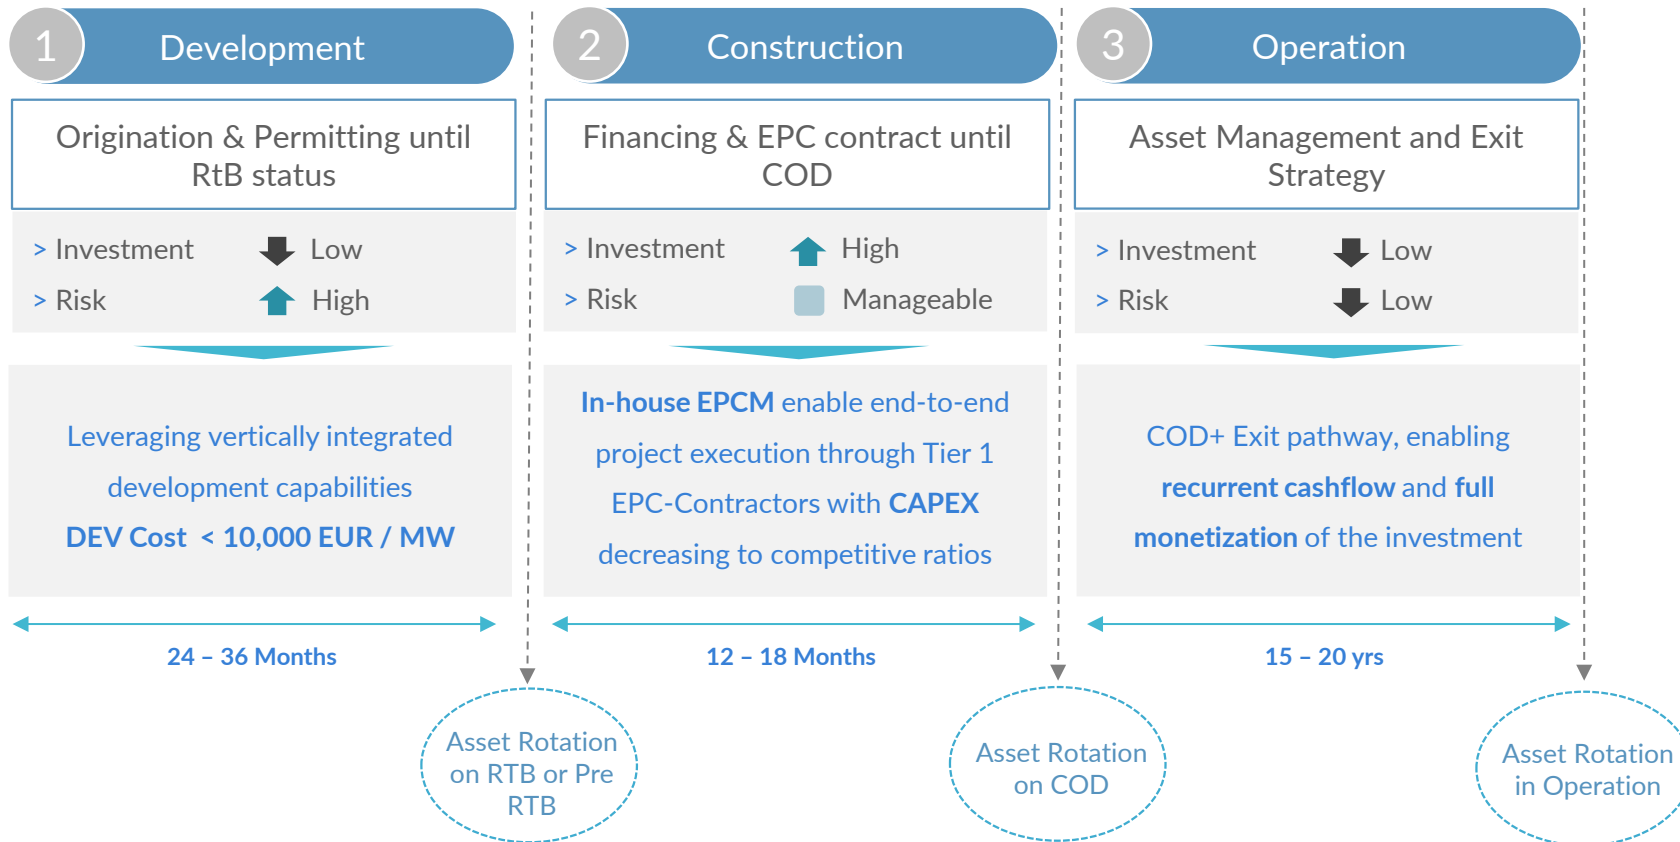 1
Development
Origination & Permitting until
RtB status
> Investment
Low
> Risk
High
Leveraging vertically integrated
development capabilities
DEV Cost < 10,000 EUR / MW
24 – 36 Months
Asset Rotation
on RTB or Pre
RTB
2
Construction
Financing & EPC contract until
COD
> Investment
High
> Risk
Manageable
In-house EPCM enable end-to-end
project execution through Tier 1
EPC-Contractors with CAPEX
decreasing to competitive ratios
12 – 18 Months
Asset Rotation
on COD
3
Operation
Asset Management and Exit
Strategy
> Investment
Low
> Risk
Low
COD+ Exit pathway, enabling
recurrent cashflow and full
monetization of the investment
15 – 20 yrs
Asset Rotation
in Operation